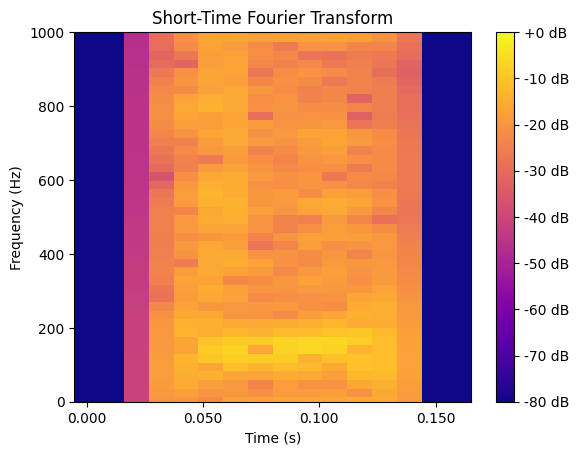 Short-Time Fourier Transform
1000
800
600
400
200
0
Frequency (Hz)
0.000
0.050
0.100
0.150
Time (s)
+0 dB
-10 dB
-20 dB
-30 dB
-40 dB
-50 dB
-60 dB
-70 dB
-80 dB